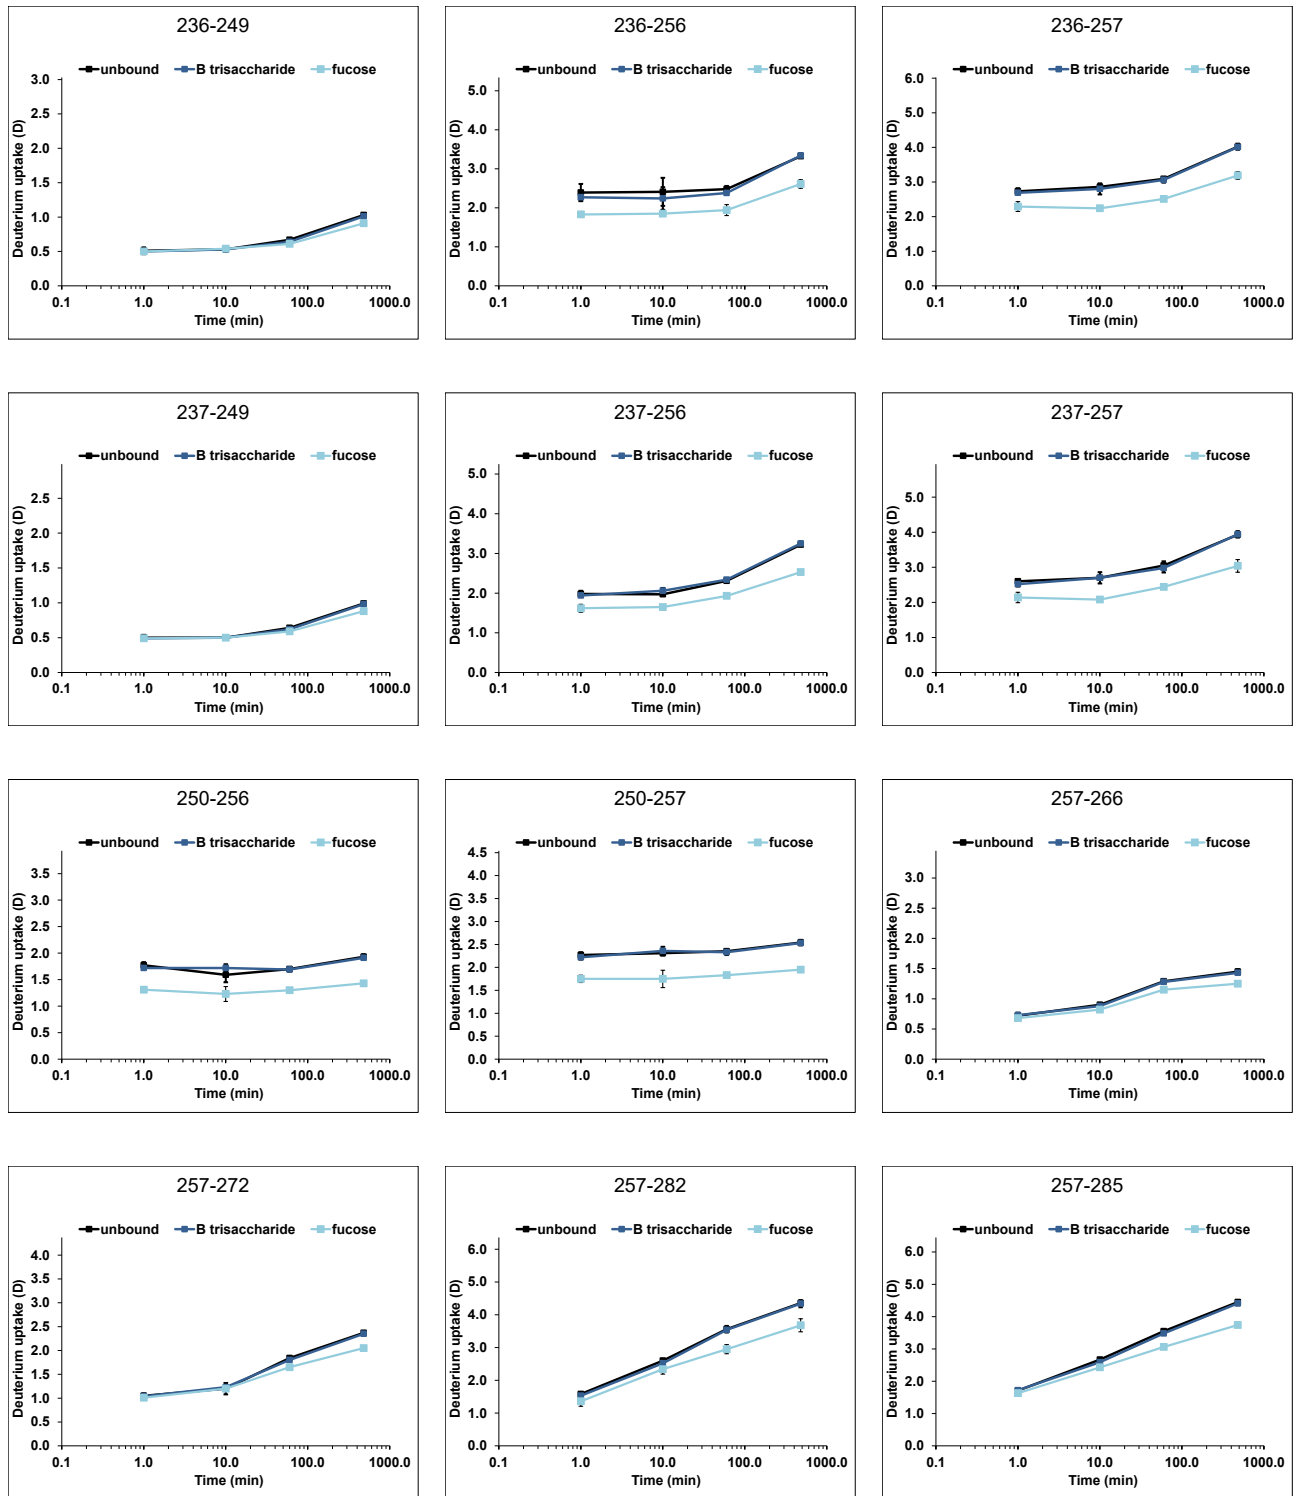 236-249
unbound B trisaccharide fucose
Deuterium uptake (D)
3.0
2.5
2.0
1.5
1.0
0.5
0.0
0.1 1.0 10.0 100.0 1000.0
Time (min)
236-256
unbound B trisaccharide fucose
Deuterium uptake (D)
5.0
4.0
3.0
2.0
1.0
0.0
0.1 1.0 10.0 100.0 1000.0
Time (min)
236-257
unbound B trisaccharide fucose
Deuterium uptake (D)
6.0
5.0
4.0
3.0
2.0
1.0
0.0
0.1 1.0 10.0 100.0 1000.0
Time (min)
237-249
unbound B trisaccharide fucose
Deuterium uptake (D)
2.5
2.0
1.5
1.0
0.5
0.0
0.1 1.0 10.0 100.0 1000.0
Time (min)
237-256
unbound B trisaccharide fucose
Deuterium uptake (D)
5.0
4.0
3.0
2.0
1.0
0.0
0.1 1.0 10.0 100.0 1000.0
Time (min)
237-257
unbound B trisaccharide fucose
Deuterium uptake (D)
5.0
4.0
3.0
2.0
1.0
0.0
0.1 1.0 10.0 100.0 1000.0
Time (min)
250-256
unbound B trisaccharide fucose
Deuterium uptake (D)
3.5
3.0
2.5
2.0
1.5
1.0
0.5
0.0
0.1 1.0 10.0 100.0 1000.0
Time (min)
250-257
unbound B trisaccharide fucose
Deuterium uptake (D)
4.5
4.0
3.5
3.0
2.5
2.0
1.5
1.0
0.5
0.0
0.1 1.0 10.0 100.0 1000.0
Time (min)
257-266
unbound B trisaccharide fucose
Deuterium uptake (D)
3.0
2.5
2.0
1.5
1.0
0.5
0.0
0.1 1.0 10.0 100.0 1000.0
Time (min)
257-272
unbound B trisaccharide fucose
Deuterium uptake (D)
4.0
3.5
3.0
2.5
2.0
1.5
1.0
0.5
0.0
0.1 1.0 10.0 100.0 1000.0
Time (min)
257-282
unbound B trisaccharide fucose
Deuterium uptake (D)
6.0
5.0
4.0
3.0
2.0
1.0
0.0
0.1 1.0 10.0 100.0 1000.0
Time (min)
257-285
unbound B trisaccharide fucose
Deuterium uptake (D)
6.0
5.0
4.0
3.0
2.0
1.0
0.0
0.1 1.0 10.0 100.0 1000.0
Time (min)